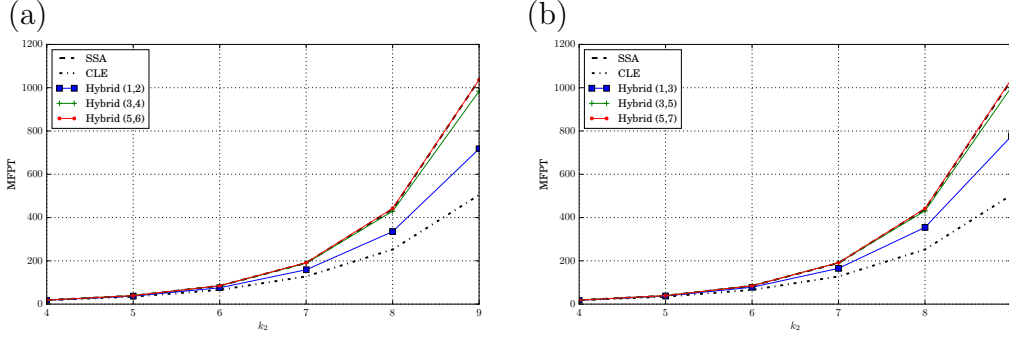 (a)
1200
1000
800
600
400
200
0
MFPT
SSA
CLE
Hybrid (1,2)
Hybrid (3,4)
Hybrid (5,6)
4 5 6 7 8 9
k₂
(b)
1200
1000
800
600
400
200
0
MFPT
SSA
CLE
Hybrid (1,3)
Hybrid (3,5)
Hybrid (5,7)
4 5 6 7 8
k₂